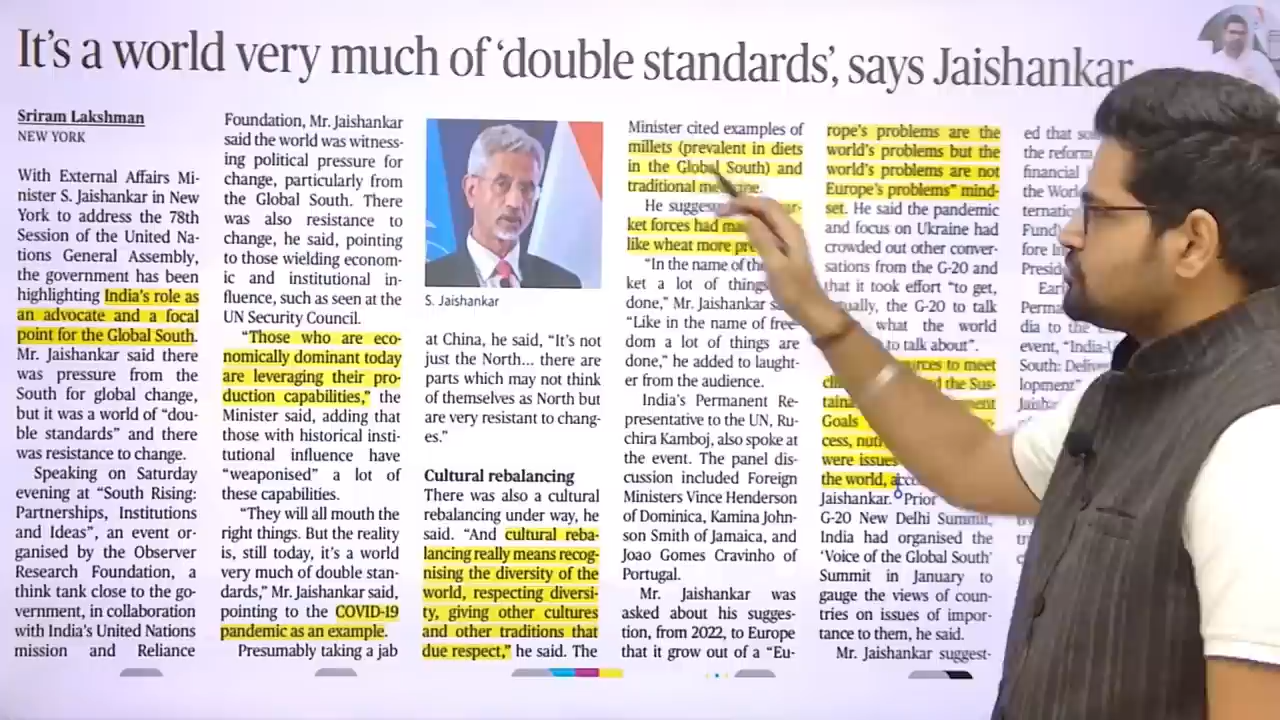 It's a world very much of 'double standards', says Jaishankar
Sriram Lakshman
NEW YORK
With External Affairs Mi-
nister S. Jaishankar in New
York to address the 78th
Session of the United Na-
tions General Assembly,
the government has been
highlighting India's role as
an advocate and a focal
point for the Global South.
Mr. Jaishankar said there
was pressure from the
South for global change,
but it was a world of "dou-
ble standards" and there
was resistance to change.
Speaking on Saturday
evening at "South Rising:
Partnerships, Institutions
and Ideas", an event or-
ganised by the Observer
Research Foundation, a
think tank close to the go-
vernment, in collaboration
with India's United Nations
mission and Reliance
Foundation, Mr. Jaishankar
said the world was witness-
ing political pressure for
change, particularly from
the Global South. There
was also resistance to
change, he said, pointing
to those wielding econom-
ic and institutional in-
fluence, such as seen at the
UN Security Council.
"Those who are eco-
nomically dominant today
are leveraging their pro-
duction capabilities," the
Minister said, adding that
those with historical insti-
tutional influence have
"weaponised" a lot of
these capabilities.
"They will all mouth the
right things. But the reality
is, still today, it's a world
very much of double stan-
dards," Mr. Jaishankar said,
pointing to the COVID-19
pandemic as an example.
Presumably taking a jab
S. Jaishankar
at China, he said, "It's not
just the North... there are
parts which may not think
of themselves as North but
are very resistant to chang-
es."
Cultural rebalancing
There was also a cultural
rebalancing under way, he
said. "And cultural reba-
lancing really means recog-
nising the diversity of the
world, respecting diversi-
ty, giving other cultures
and other traditions that
due respect," he said. The
Minister cited examples of
millets (prevalent in diets
in the Global South) and
traditional medicine.
He
ket forces had
like wheat more
"In the name of the
ket a lot of things
done," Mr. Jaishankar
"Like in the name of free-
dom a lot of things are
done," he added to laught-
er from the audience.
India's Permanent Re-
presentative to the UN, Ru-
chira Kamboj, also spoke at
the event. The panel dis-
cussion included Foreign
Ministers Vince Henderson
of Dominica, Kamina John-
son Smith of Jamaica, and
Joao Gomes Cravinho of
Portugal.
Mr. Jaishankar was
asked about his sugges-
tion, from 2022, to Europe
that it grow out of a "Eu-
rope's problems are the
world's problems but the
world's problems are not
Europe's problems" mind-
set. He said the pandemic
and focus on Ukraine had
crowded out other conver-
sations from the G-20 and
that it took effort "to get,
the G-20 to talk
what the world
to talk about".
to meet
the Sus-
Goals
were issues
the world,
Jaishankar. Prior
G-20 New Delhi Summit,
India had organised the
'Voice of the Global South'
Summit in January to
gauge the views of coun-
tries on issues of impor-
tance to them, he said.
Mr. Jaishankar suggest-
ed that
the reform
financial
the World
Fund)
Perma
dia to the
event,
South: